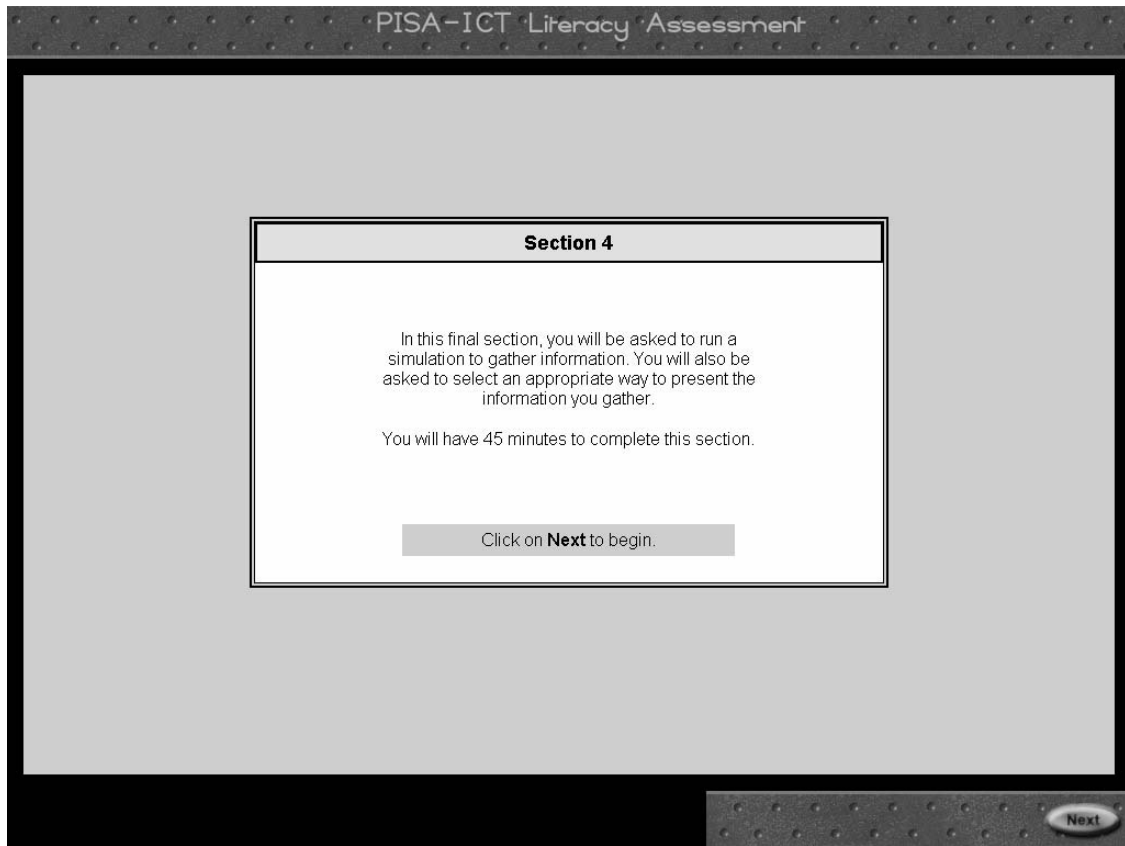 PISA-ICT Literacy Assessment
Section 4
In this final section, you will be asked to run a
simulation to gather information. You will also be
asked to select an appropriate way to present the
information you gather.
You will have 45 minutes to complete this section.
Click on Next to begin.
Next